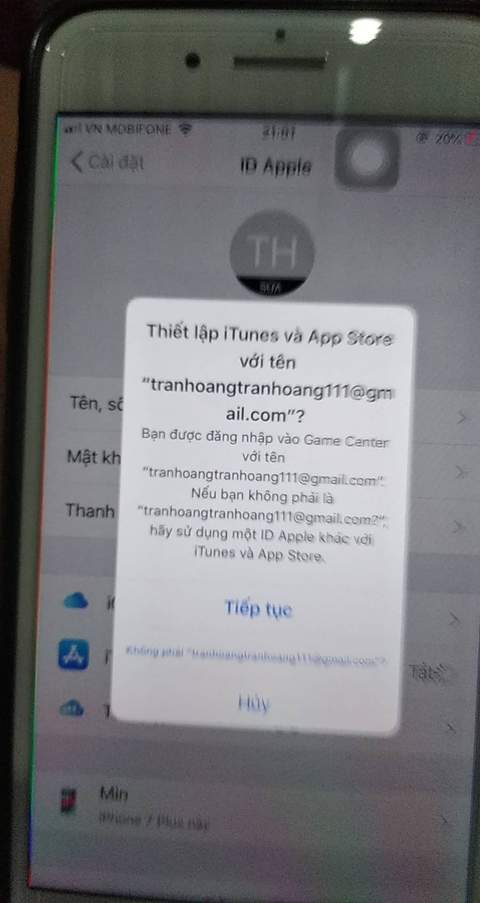 VN MOBIFONE
21:01
20%
Cài đặt
ID Apple
TH
SỬA
Thiết lập iTunes và App Store
với tên
"tranhoangtranhoang111@gm
ail.com"?
Bạn được đăng nhập vào Game Center
với tên
"tranhoangtranhoang111@gmail.com".
Nếu bạn không phải là
"tranhoangtranhoang111@gmail.com?",
hãy sử dụng một ID Apple khác với
iTunes và App Store.
Tên, số
Mật kh
Thanh
Tiếp tục
Không phải "tranhoangtranhoang111@gmail.com"?
Tắt
Hủy
Min
iPhone 7 Plus này